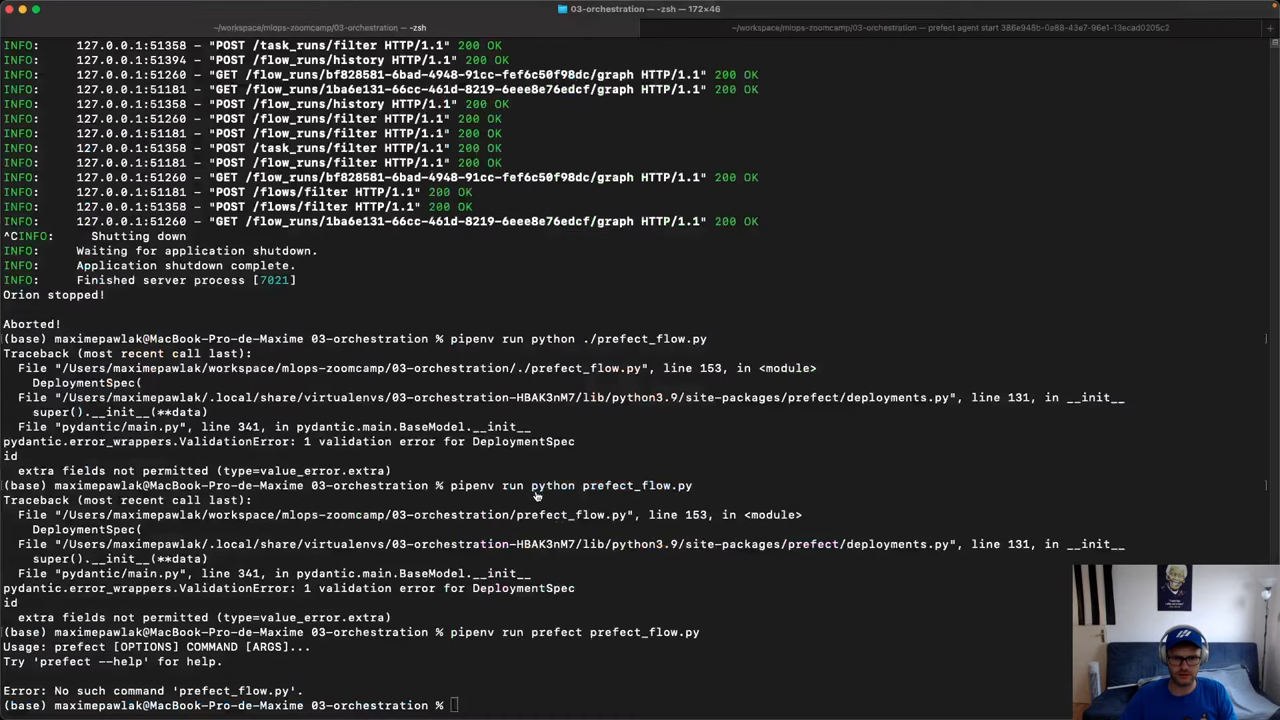 03-orchestration — -zsh — 172×46
~/workspace/mlops-zoomcamp/03-orchestration — -zsh
~/workspace/mlops-zoomcamp/03-orchestration — prefect agent start 386e948b-0a88-43e7-96e1-13ecad0205c2
INFO: 127.0.0.1:51358 - "POST /task_runs/filter HTTP/1.1" 200 OK
INFO: 127.0.0.1:51394 - "POST /flow_runs/history HTTP/1.1" 200 OK
INFO: 127.0.0.1:51260 - "GET /flow_runs/bf828581-6bad-4948-91cc-fef6c50f98dc/graph HTTP/1.1" 200 OK
INFO: 127.0.0.1:51181 - "GET /flow_runs/1ba6e131-66cc-461d-8219-6eee8e76edcf/graph HTTP/1.1" 200 OK
INFO: 127.0.0.1:51358 - "POST /flow_runs/history HTTP/1.1" 200 OK
INFO: 127.0.0.1:51260 - "POST /flow_runs/filter HTTP/1.1" 200 OK
INFO: 127.0.0.1:51181 - "POST /flow_runs/filter HTTP/1.1" 200 OK
INFO: 127.0.0.1:51358 - "POST /task_runs/filter HTTP/1.1" 200 OK
INFO: 127.0.0.1:51181 - "POST /flow_runs/filter HTTP/1.1" 200 OK
INFO: 127.0.0.1:51260 - "GET /flow_runs/bf828581-6bad-4948-91cc-fef6c50f98dc/graph HTTP/1.1" 200 OK
INFO: 127.0.0.1:51181 - "POST /flows/filter HTTP/1.1" 200 OK
INFO: 127.0.0.1:51358 - "POST /flows/filter HTTP/1.1" 200 OK
INFO: 127.0.0.1:51260 - "GET /flow_runs/1ba6e131-66cc-461d-8219-6eee8e76edcf/graph HTTP/1.1" 200 OK
^CINFO: Shutting down
INFO: Waiting for application shutdown.
INFO: Application shutdown complete.
INFO: Finished server process [7021]
Orion stopped!
Aborted!
(base) maximepawlak@MacBook-Pro-de-Maxime 03-orchestration % pipenv run python ./prefect_flow.py
Traceback (most recent call last):
File "/Users/maximepawlak/workspace/mlops-zoomcamp/03-orchestration/./prefect_flow.py", line 153, in <module>
DeploymentSpec(
File "/Users/maximepawlak/.local/share/virtualenvs/03-orchestration-HBAK3nM7/lib/python3.9/site-packages/prefect/deployments.py", line 131, in __init__
super().__init__(**data)
File "pydantic/main.py", line 341, in pydantic.main.BaseModel.__init__
pydantic.error_wrappers.ValidationError: 1 validation error for DeploymentSpec
id
extra fields not permitted (type=value_error.extra)
(base) maximepawlak@MacBook-Pro-de-Maxime 03-orchestration % pipenv run python prefect_flow.py
Traceback (most recent call last):
File "/Users/maximepawlak/workspace/mlops-zoomcamp/03-orchestration/prefect_flow.py", line 153, in <module>
DeploymentSpec(
File "/Users/maximepawlak/.local/share/virtualenvs/03-orchestration-HBAK3nM7/lib/python3.9/site-packages/prefect/deployments.py", line 131, in __init__
super().__init__(**data)
File "pydantic/main.py", line 341, in pydantic.main.BaseModel.__init__
pydantic.error_wrappers.ValidationError: 1 validation error for DeploymentSpec
id
extra fields not permitted (type=value_error.extra)
(base) maximepawlak@MacBook-Pro-de-Maxime 03-orchestration % pipenv run prefect prefect_flow.py
Usage: prefect [OPTIONS] COMMAND [ARGS]...
Try 'prefect --help' for help.
Error: No such command 'prefect_flow.py'.
(base) maximepawlak@MacBook-Pro-de-Maxime 03-orchestration %